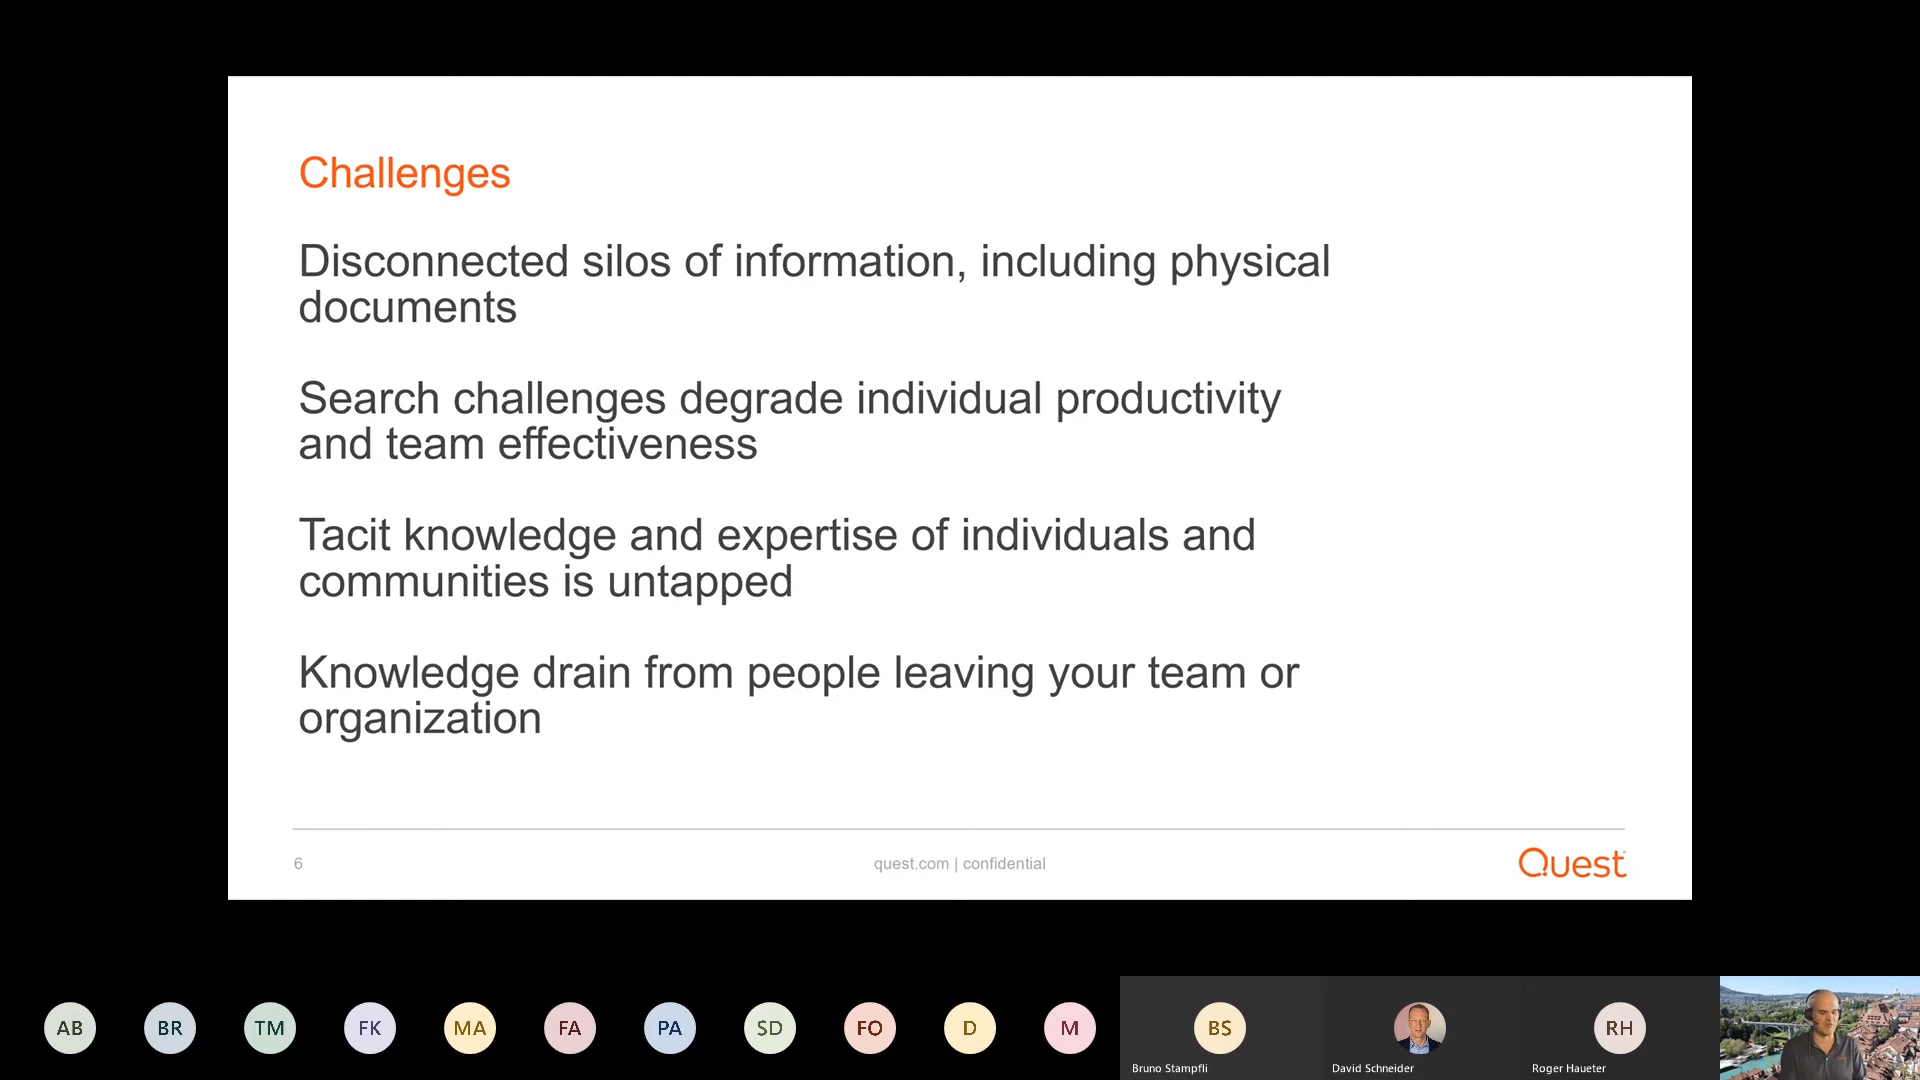 Challenges
Disconnected silos of information, including physical
documents
Search challenges degrade individual productivity
and team effectiveness
Tacit knowledge and expertise of individuals and
communities is untapped
Knowledge drain from people leaving your team or
organization
6
quest.com | confidential
Quest
AB
BR
TM
FK
MA
FA
PA
SD
FO
D
M
BS
RH
Bruno Stampfli
David Schneider
Roger Haueter